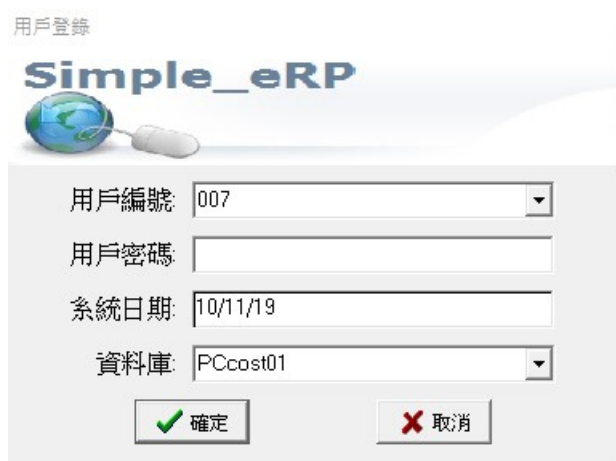 用戶登錄
Simple_eRP
用戶編號: 007
用戶密碼:
系統日期: 10/11/19
資料庫: PCcost01
確定 取消